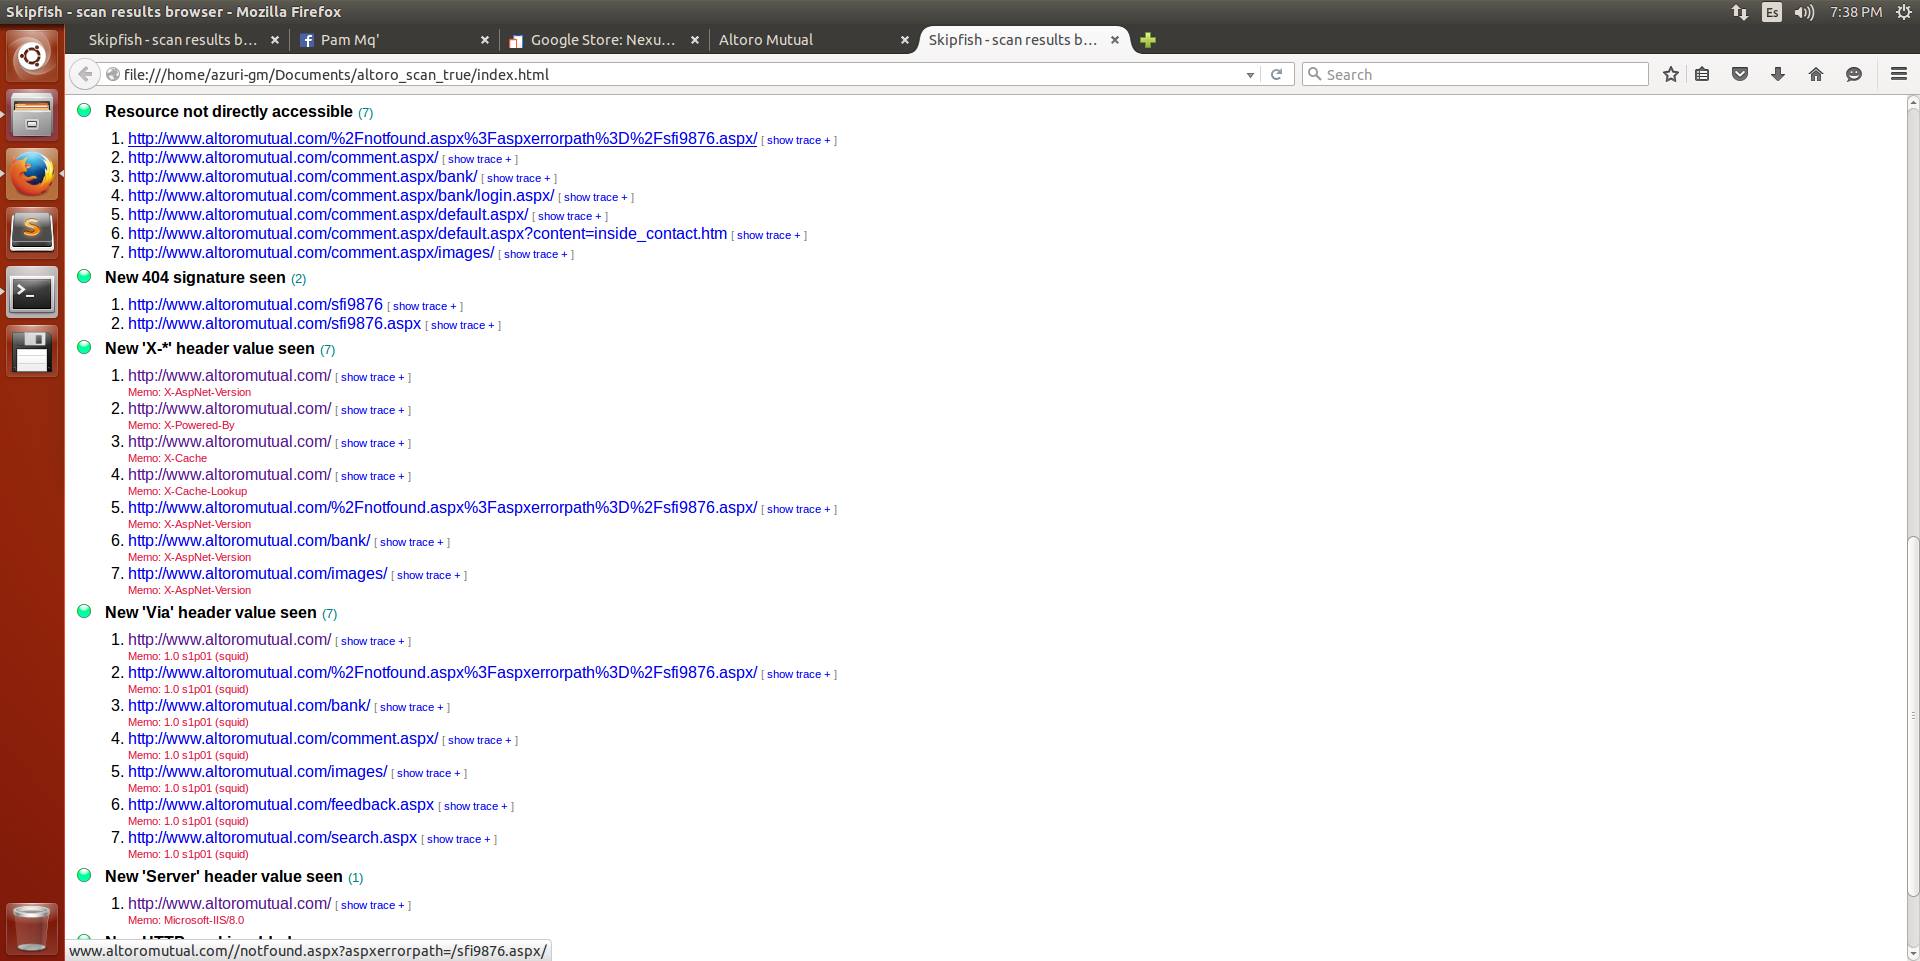 Skipfish - scan results browser - Mozilla Firefox
Es
7:38 PM
Skipfish - scan results b...
Pam Mq'
Google Store: Nexu...
Altoro Mutual
Skipfish - scan results b...
file:///home/azuri-gm/Documents/altoro_scan_true/index.html
Search
Resource not directly accessible (7)
1. http://www.altoromutual.com/%2Fnotfound.aspx%3Faspxerrorpath%3D%2Fsfi9876.aspx/ [ show trace + ]
2. http://www.altoromutual.com/comment.aspx/ [ show trace + ]
3. http://www.altoromutual.com/comment.aspx/bank/ [ show trace + ]
4. http://www.altoromutual.com/comment.aspx/bank/login.aspx/ [ show trace + ]
5. http://www.altoromutual.com/comment.aspx/default.aspx/ [ show trace + ]
6. http://www.altoromutual.com/comment.aspx/default.aspx?content=inside_contact.htm [ show trace + ]
7. http://www.altoromutual.com/comment.aspx/images/ [ show trace + ]
New 404 signature seen (2)
1. http://www.altoromutual.com/sfi9876 [ show trace + ]
2. http://www.altoromutual.com/sfi9876.aspx [ show trace + ]
New 'X-*' header value seen (7)
1. http://www.altoromutual.com/ [ show trace + ]
Memo: X-AspNet-Version
2. http://www.altoromutual.com/ [ show trace + ]
Memo: X-Powered-By
3. http://www.altoromutual.com/ [ show trace + ]
Memo: X-Cache
4. http://www.altoromutual.com/ [ show trace + ]
Memo: X-Cache-Lookup
5. http://www.altoromutual.com/%2Fnotfound.aspx%3Faspxerrorpath%3D%2Fsfi9876.aspx/ [ show trace + ]
Memo: X-AspNet-Version
6. http://www.altoromutual.com/bank/ [ show trace + ]
Memo: X-AspNet-Version
7. http://www.altoromutual.com/images/ [ show trace + ]
Memo: X-AspNet-Version
New 'Via' header value seen (7)
1. http://www.altoromutual.com/ [ show trace + ]
Memo: 1.0 s1p01 (squid)
2. http://www.altoromutual.com/%2Fnotfound.aspx%3Faspxerrorpath%3D%2Fsfi9876.aspx/ [ show trace + ]
Memo: 1.0 s1p01 (squid)
3. http://www.altoromutual.com/bank/ [ show trace + ]
Memo: 1.0 s1p01 (squid)
4. http://www.altoromutual.com/comment.aspx/ [ show trace + ]
Memo: 1.0 s1p01 (squid)
5. http://www.altoromutual.com/images/ [ show trace + ]
Memo: 1.0 s1p01 (squid)
6. http://www.altoromutual.com/feedback.aspx [ show trace + ]
Memo: 1.0 s1p01 (squid)
7. http://www.altoromutual.com/search.aspx [ show trace + ]
Memo: 1.0 s1p01 (squid)
New 'Server' header value seen (1)
1. http://www.altoromutual.com/ [ show trace + ]
Memo: Microsoft-IIS/8.0
www.altoromutual.com//notfound.aspx?aspxerrorpath=/sfi9876.aspx/